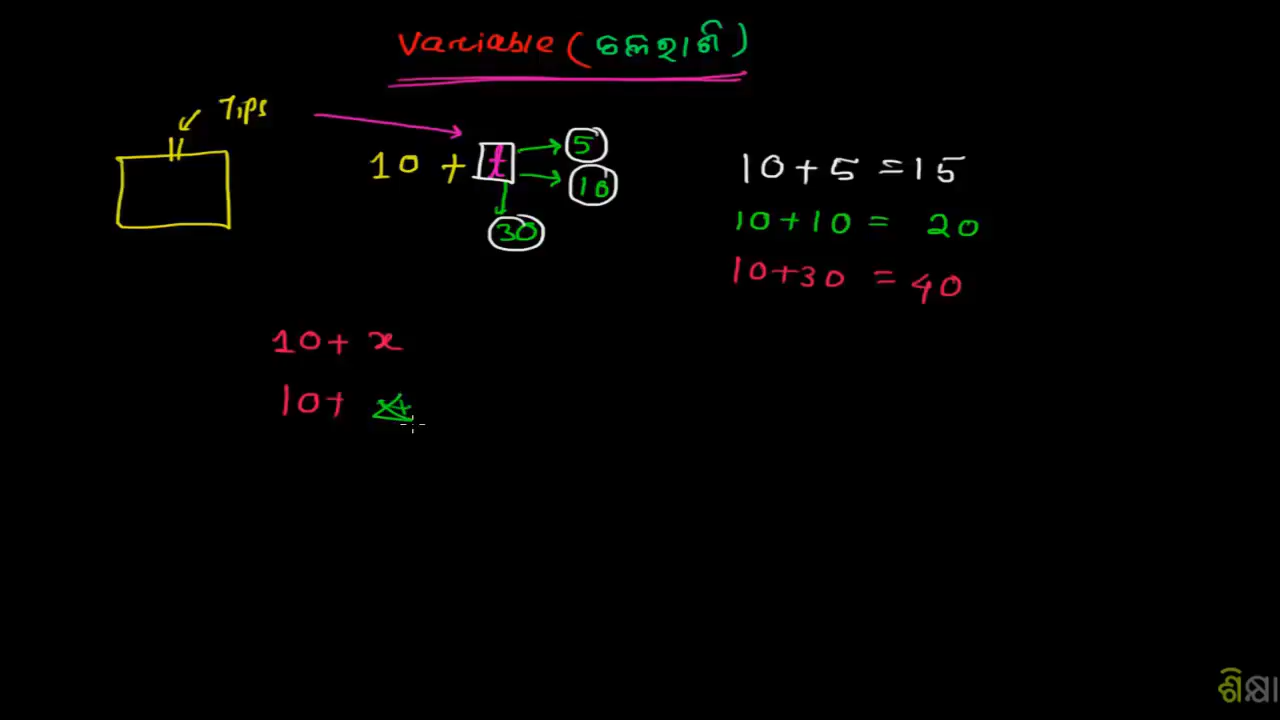 Variable (ଚଳରାଶି)
Tips
10 + t
5
10
30
10 + 5 = 15
10 + 10 = 20
10 + 30 = 40
10 + x
10 +
ଶିକ୍ଷା